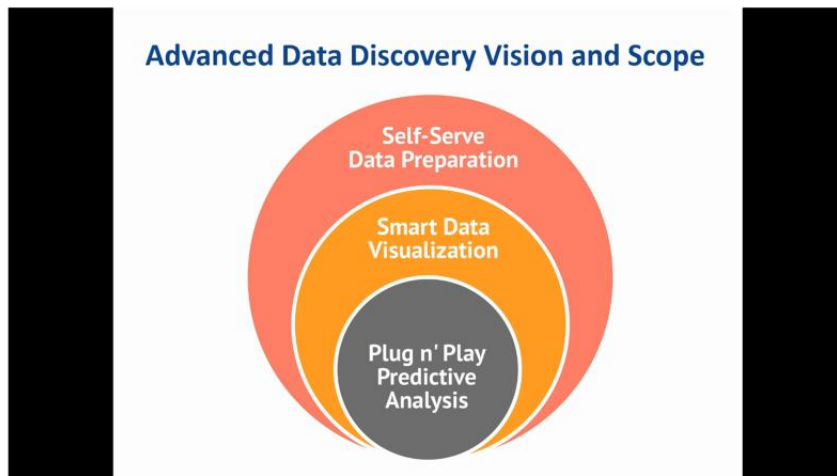 Advanced Data Discovery Vision and Scope
Self-Serve
Data Preparation
Smart Data
Visualization
Plug n' Play
Predictive
Analysis